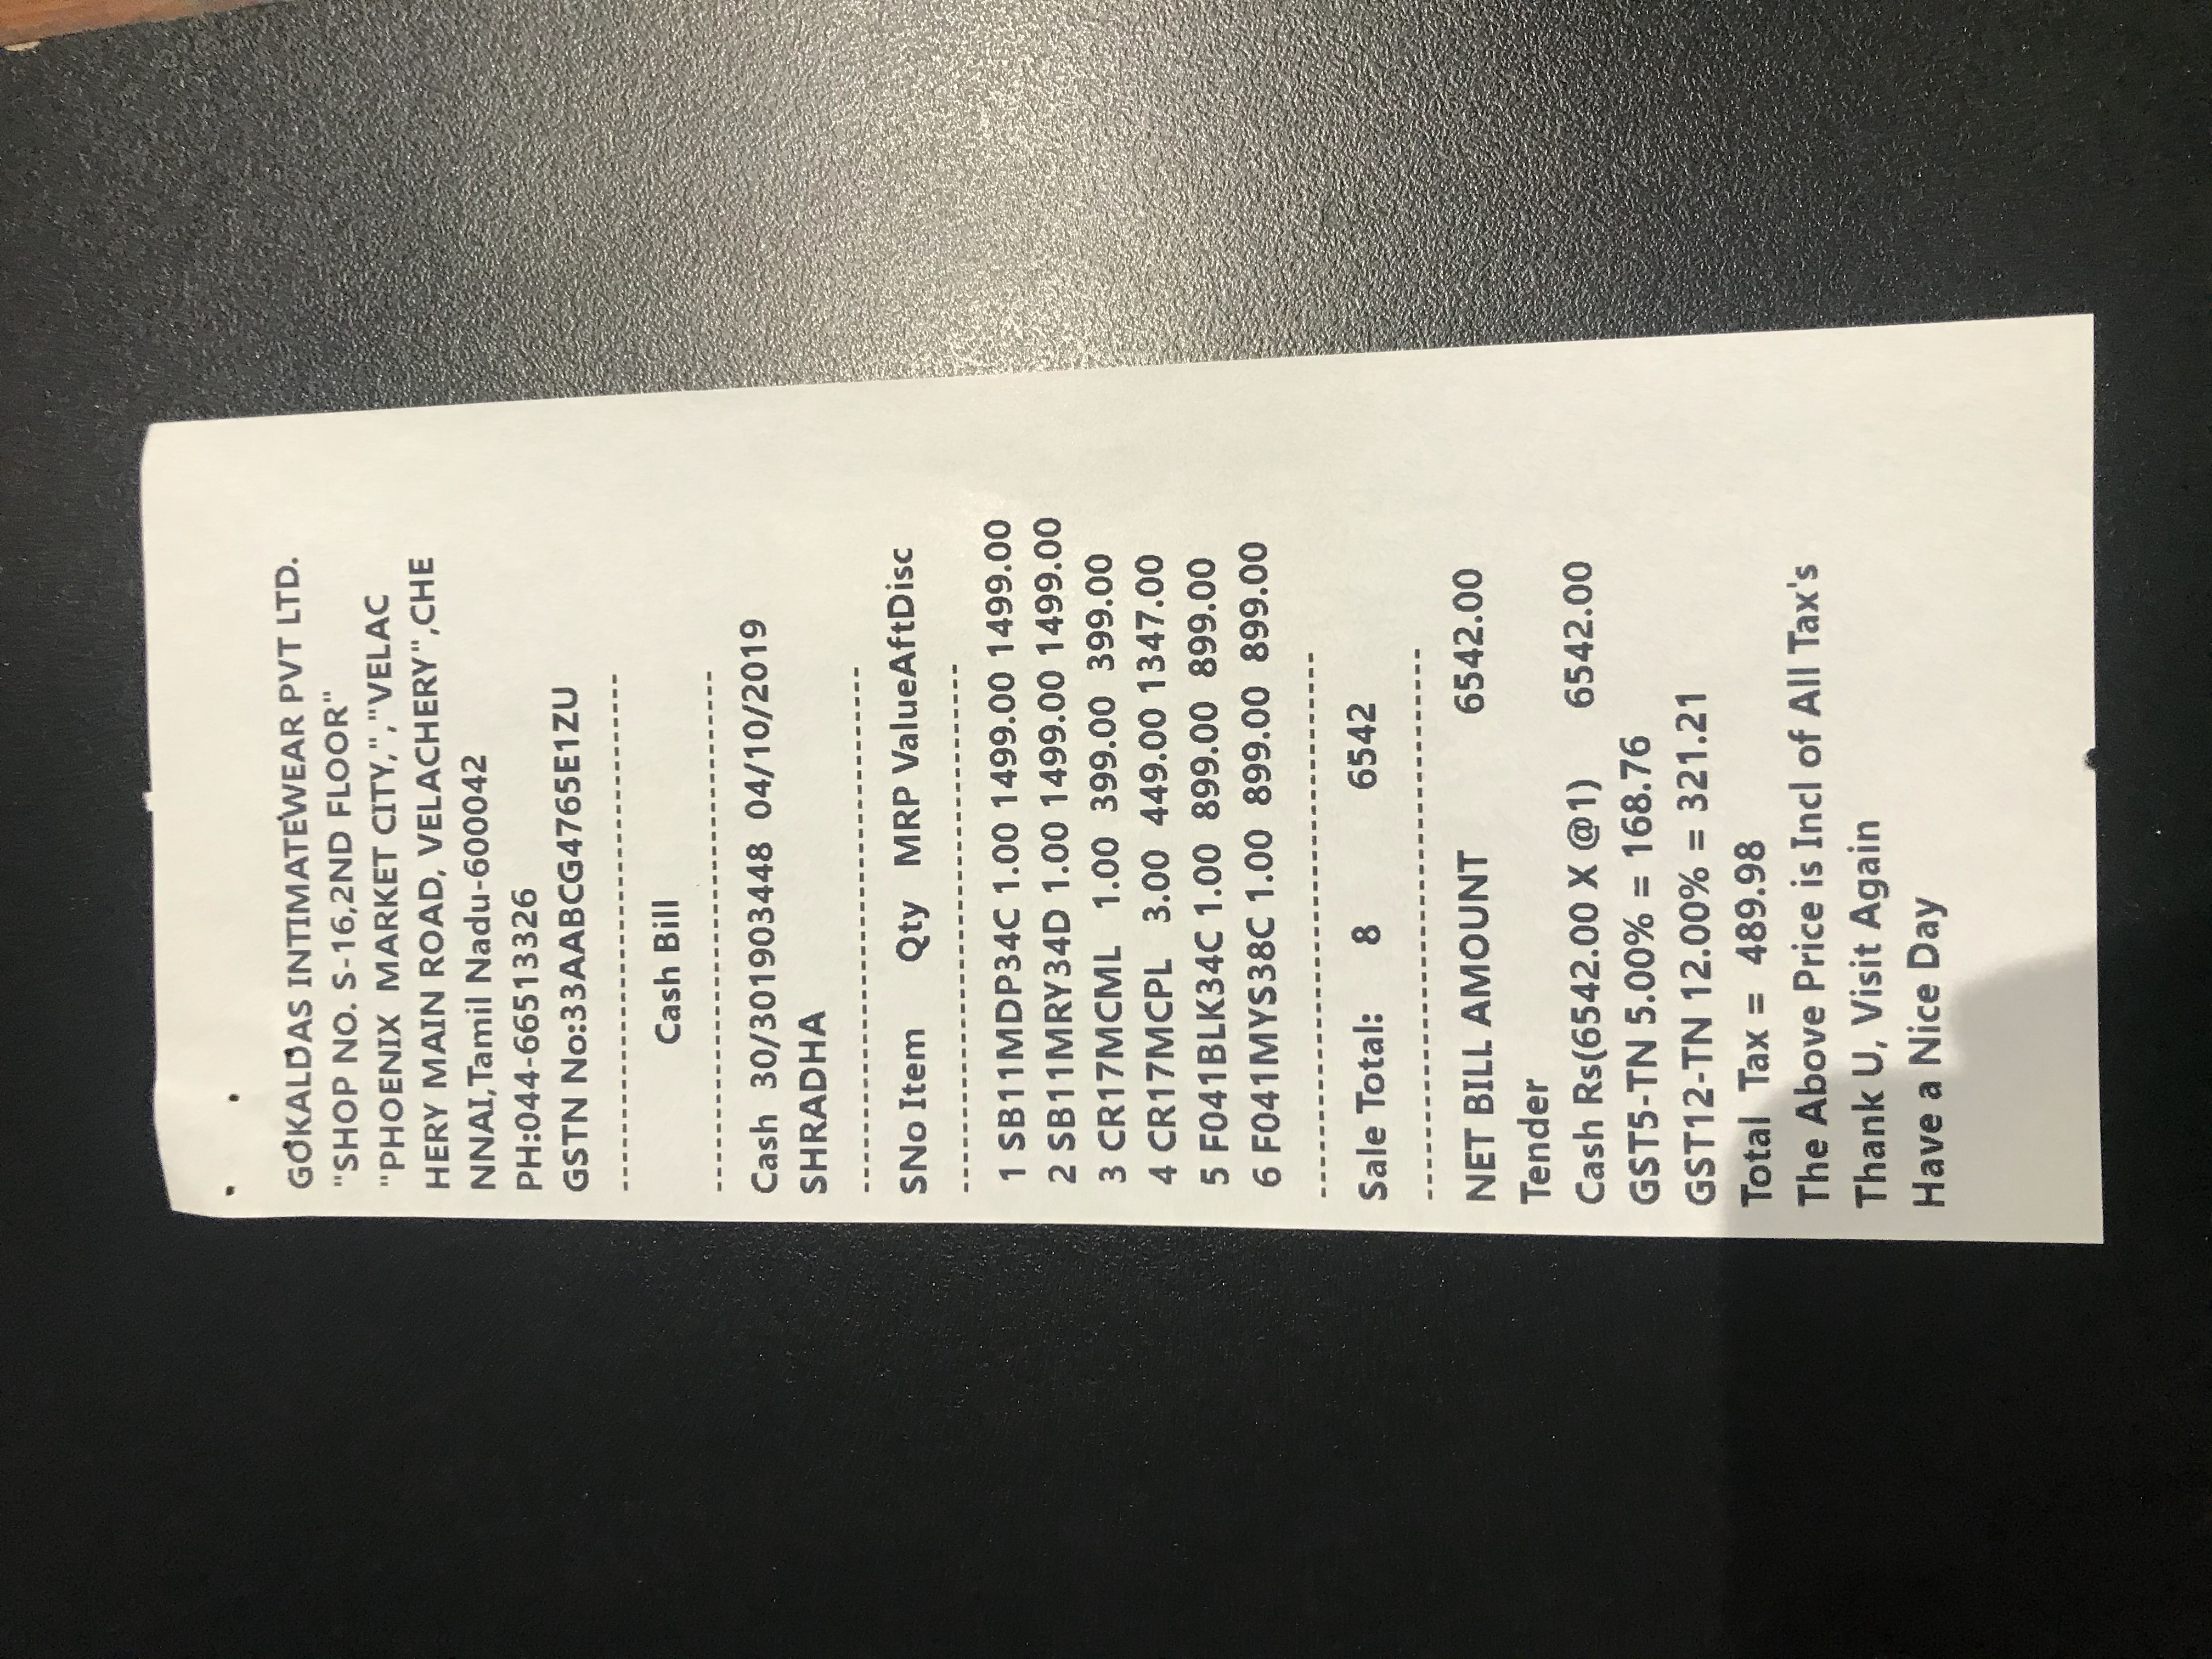 GOKALDAS INTIMATEWEAR PVT LTD.
"SHOP NO. S-16,2ND FLOOR"
"PHOENIX MARKET CITY,","VELAC
HERY MAIN ROAD, VELACHERY",CHE
NNAI,Tamil Nadu-600042
PH:044-66513326
GSTN No:33AABCG4765E1ZU
-----------------------------------
Cash Bill
-----------------------------------
Cash 30/301903448 04/10/2019
SHRADHA
-----------------------------------
SNo Item Qty MRP ValueAftDisc
-----------------------------------
1 SB11MDP34C 1.00 1499.00 1499.00
2 SB11MRY34D 1.00 1499.00 1499.00
3 CR17MCML 1.00 399.00 399.00
4 CR17MCPL 3.00 449.00 1347.00
5 F041BLK34C 1.00 899.00 899.00
6 F041MYS38C 1.00 899.00 899.00
-----------------------------------
Sale Total: 8 6542
-----------------------------------
NET BILL AMOUNT 6542.00
Tender
Cash Rs(6542.00 X @1) 6542.00
GST5-TN 5.00% = 168.76
GST12-TN 12.00% = 321.21
Total Tax = 489.98
The Above Price is Incl of All Tax's
Thank U, Visit Again
Have a Nice Day